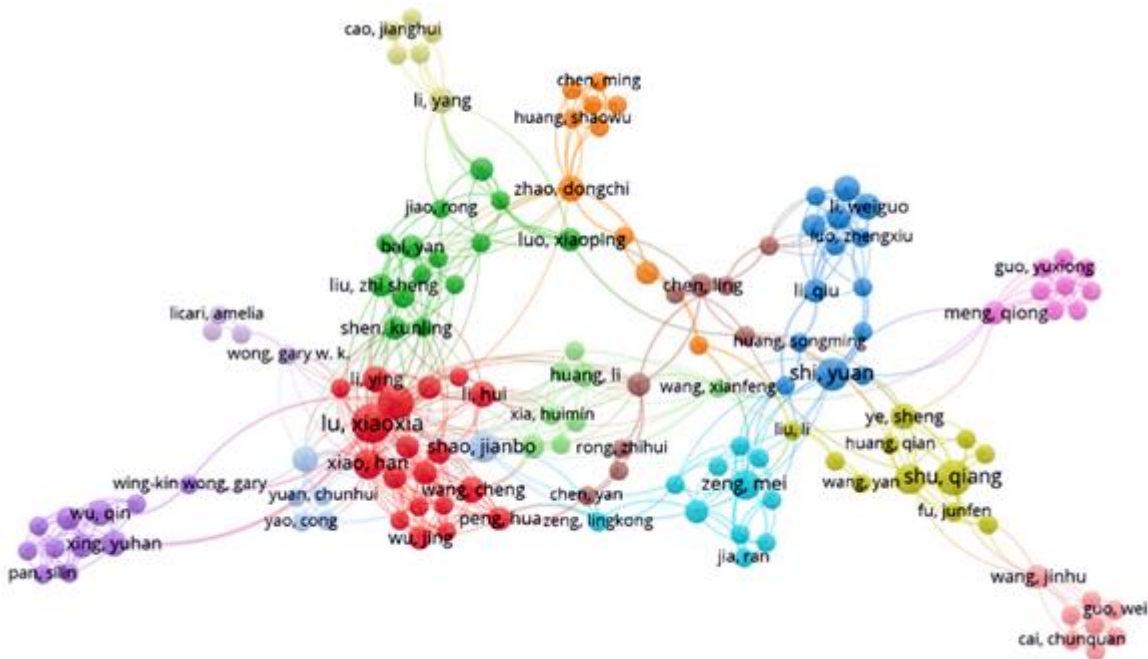 cao, jianghui
chen, ming
li, yang
huang, shaowu
zhao, dongchi
jiao, rong
li, weiguo
luo, xiaoping
luo, zhengxiu
bai, yan
guo, yuxiong
liu, zhi sheng
chen, ling
li, qiu
licari, amelia
meng, qiong
shen, kunling
huang, songming
wong, gary w. k.
li, ying
huang, li
shi, yuan
li, hui
wang, xianfeng
xia, huimin
ye, sheng
lu, xiaoxia
liu, li
shao, jianbo
rong, zhihui
huang, qian
xiao, han
shu, qiang
wing-kin wong, gary
wang, cheng
zeng, mei
wang, yan
yuan, chunhui
chen, yan
wu, qin
yao, cong
peng, hua
zeng, lingkong
fu, junfen
wu, jing
xing, yuhan
jia, ran
pan, silin
wang, jinhu
guo, wei
cai, chunquan